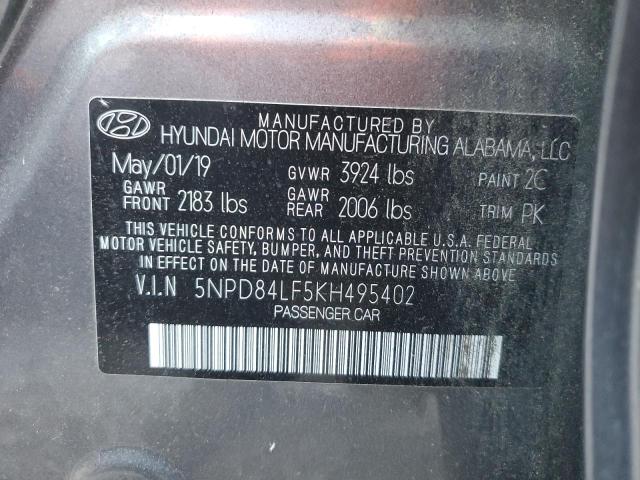 MANUFACTURED BY
HYUNDAI MOTOR MANUFACTURING ALABAMA, LLC
May/01/19 GVWR 3924 lbs PAINT 2C
GAWR FRONT 2183 lbs GAWR REAR 2006 lbs TRIM PK
THIS VEHICLE CONFORMS TO ALL APPLICABLE U.S.A. FEDERAL
MOTOR VEHICLE SAFETY, BUMPER, AND THEFT PREVENTION STANDARDS
IN EFFECT ON THE DATE OF MANUFACTURE SHOWN ABOVE.
V.I.N 5NPD84LF5KH495402
PASSENGER CAR